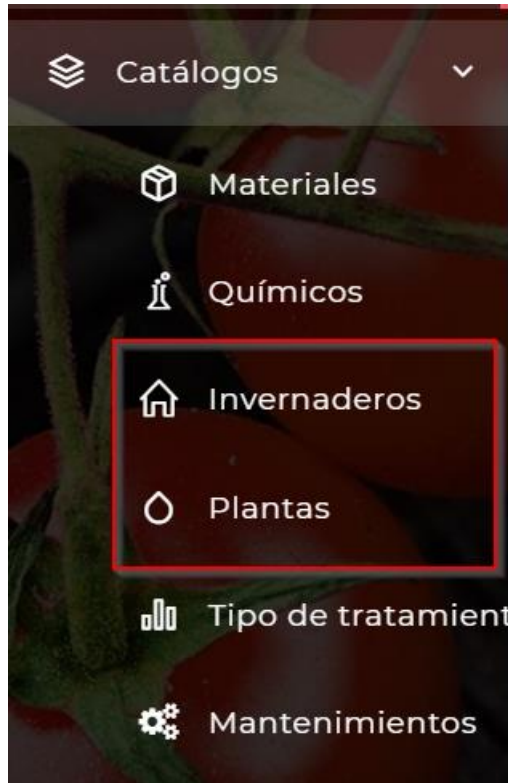 Catálogos
Materiales
Químicos
Invernaderos
Plantas
Tipo de tratamient
Mantenimientos